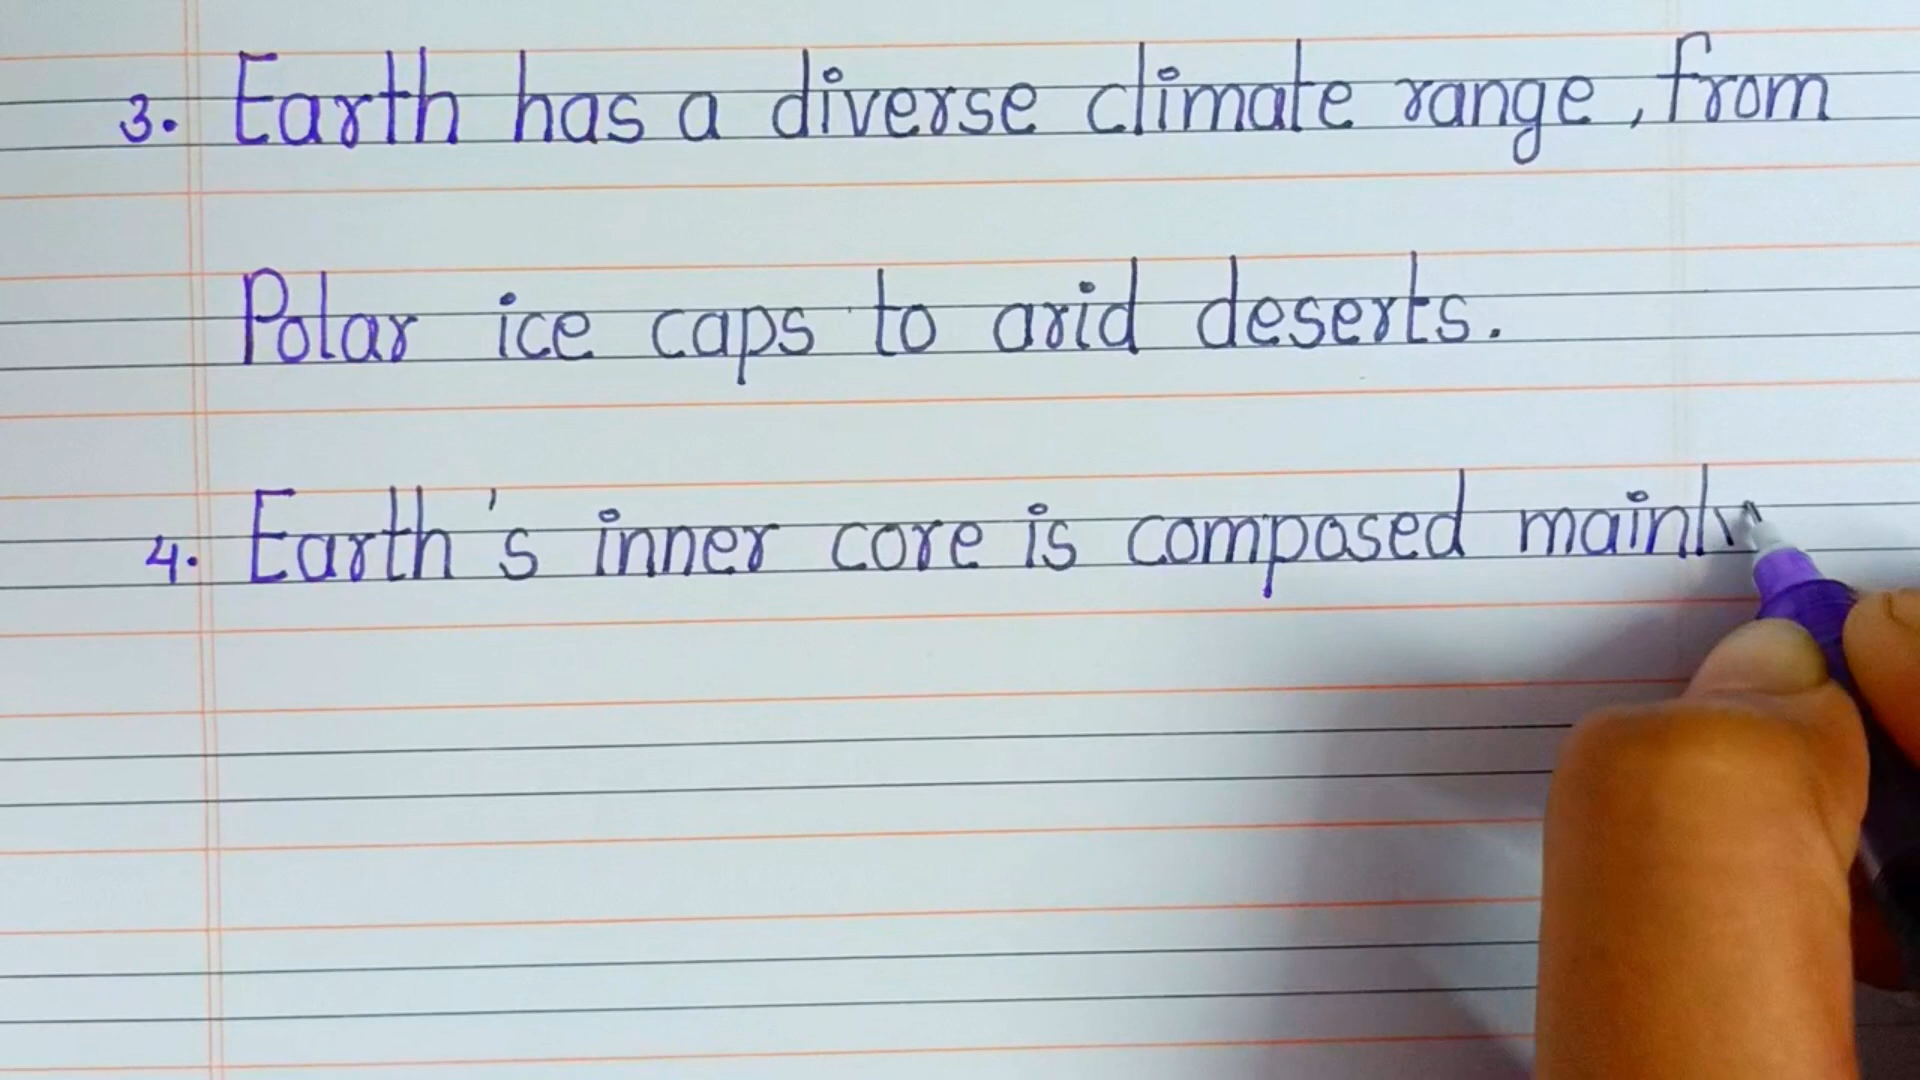 3. Earth has a diverse climate range, from
Polar ice caps to arid deserts.
4. Earth's inner core is composed mainly